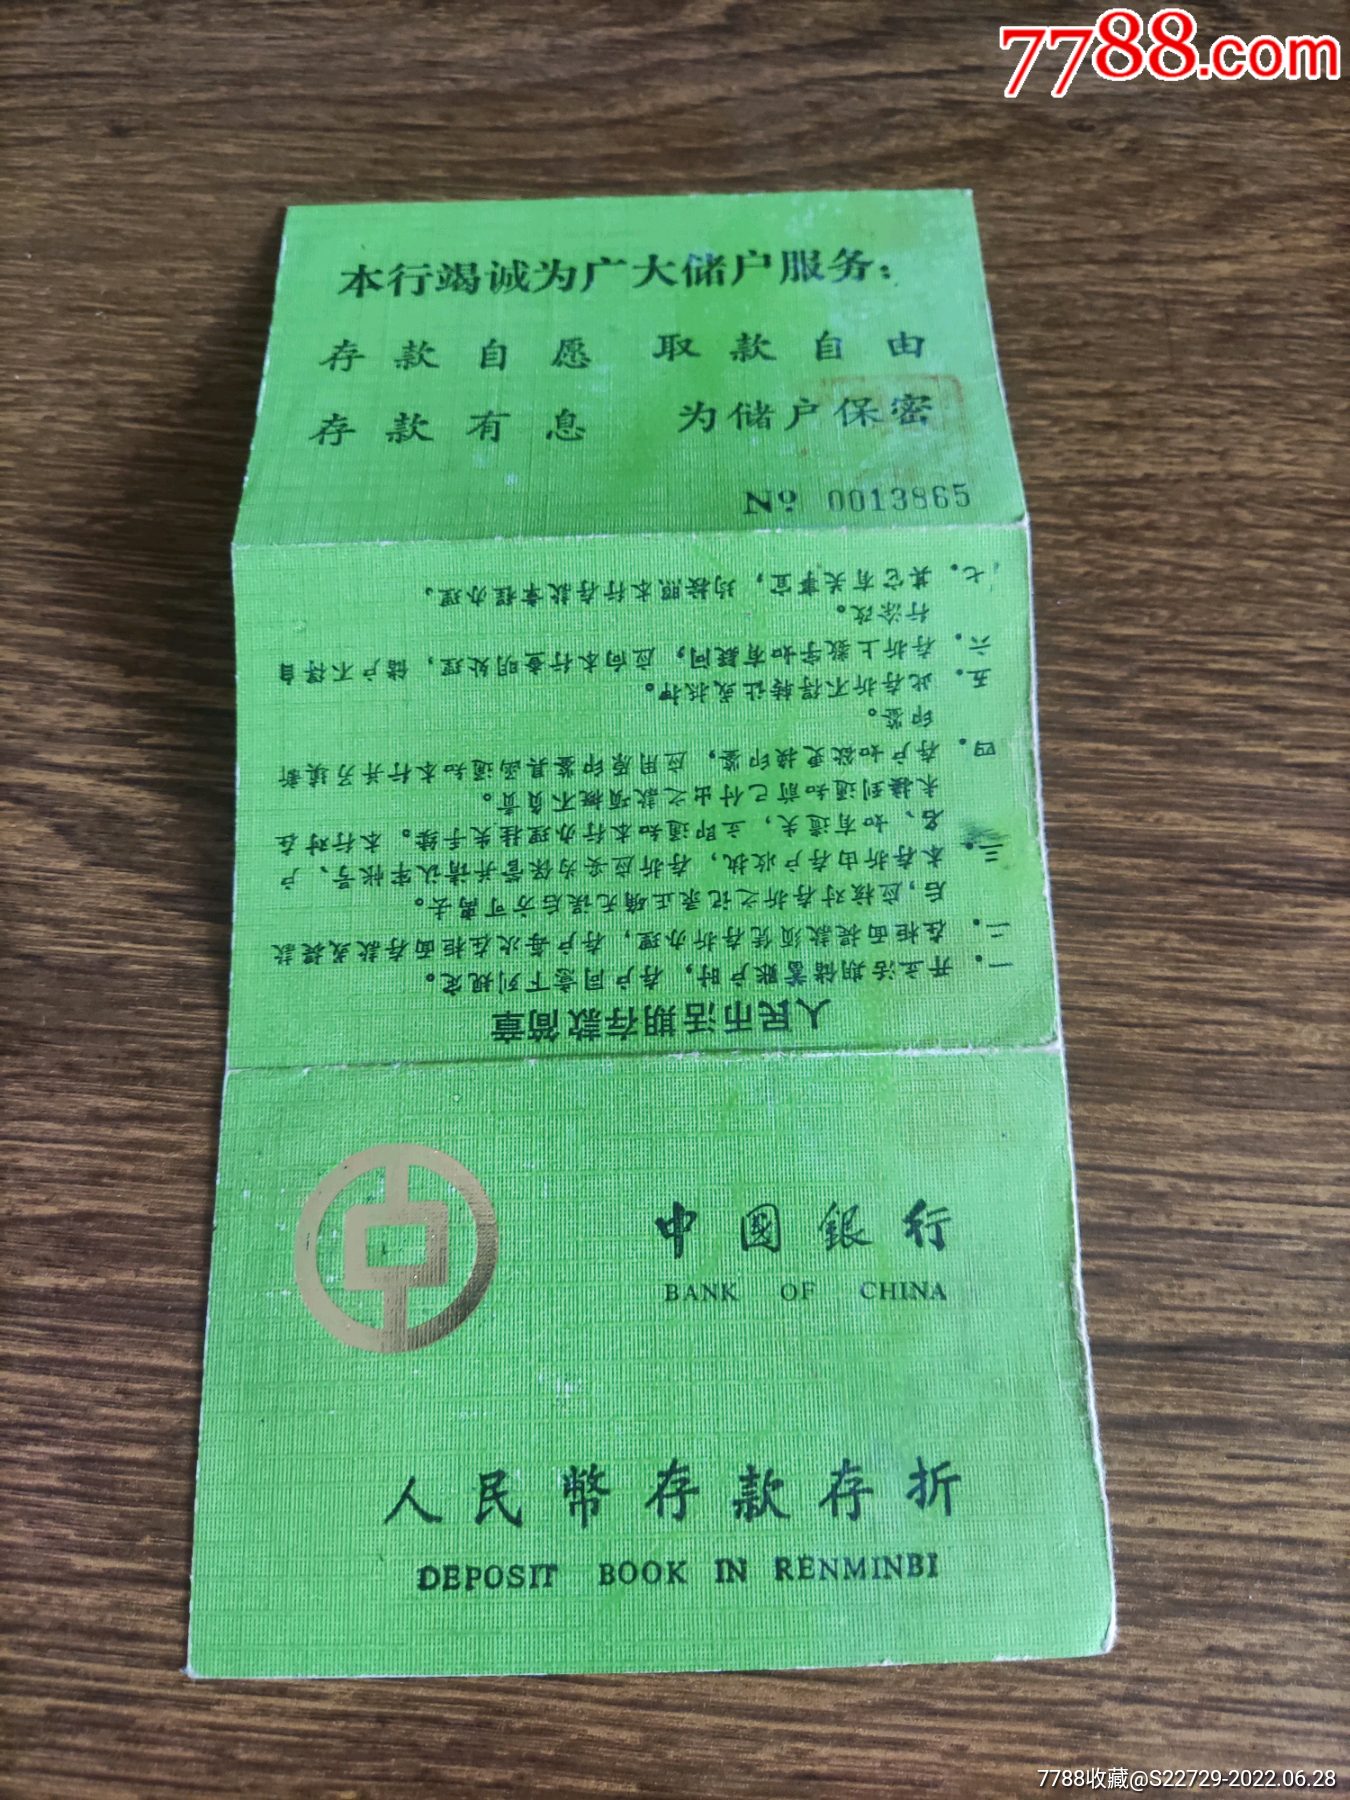 7788.com
本行竭诚为广大储户服务：
存款自愿 取款自由
存款有息 为储户保密
No 0013865
人民币活期存款简章
一．开立活期储蓄账户时，存户同意下列规定。
二．在柜面提款须凭存折办理，存户每次在柜面存款或提款
后，应核对存折之记录正确无误后方可离去。
三．本存折由存户收执，存折应妥为保管并请认牢帐号、户
名、如有遗失，立即通知本行办理挂失手续。本行对在
未接到通知前已付出之款项概不负责。
四．存户如欲更换印鉴，应用原印鉴具函通知本行并另填新
印鉴。
五．此存折不得转让或抵押。
六．存折上数字如有疑问，应向本行查明处理，储户不得自
行涂改。
七．其它有关事宜，均按照本行存款章程办理。
中國銀行
BANK OF CHINA
人民幣存款存折
DEPOSIT BOOK IN RENMINBI
7788收藏@S22729-2022.06.28